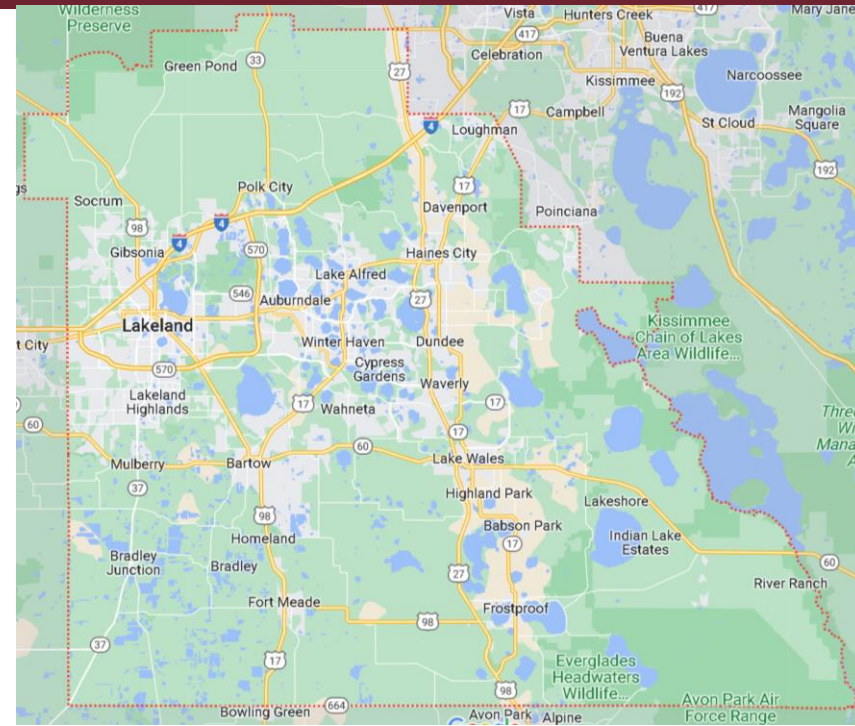 Wilderness
Preserve
Vista
Hunters Creek
417
Mary Jane
417
Buena
Ventura Lakes
Celebration
Green Pond
33
27
Kissimmee
Narcoossee
192
17
Campbell
4
Loughman
St Cloud
Mangolia
Square
192
17
Polk City
Socrum
98
4
Davenport
Poinciana
Gibsonia
4
570
Haines City
Lake Alfred
546
Auburndale
27
Lakeland
Kissimmee
Chain of Lakes
Area Wildlife...
t City
Winter Haven
Dundee
570
Cypress
Gardens
Waverly
Lakeland
Highlands
17
Wahneta
17
60
17
60
Mulberry
Bartow
Lake Wales
37
Highland Park
Lakeshore
98
Babson Park
Homeland
17
Indian Lake
Estates
Bradley
Junction
Bradley
27
60
River Ranch
Fort Meade
Frostproof
98
37
17
Everglades
Headwaters
Wildlife...
98
Avon Park Air
Force Range
664
Bowling Green
Avon Park
Alpine